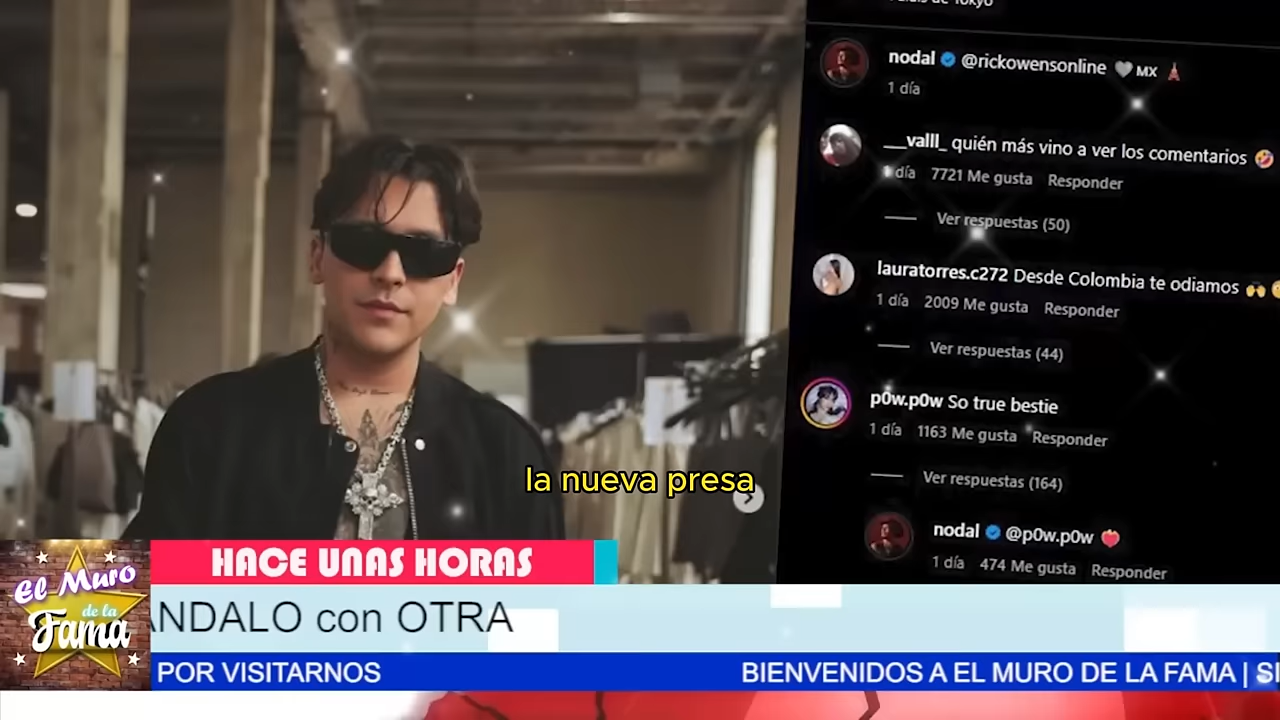 nodal @rickowensonline MX
1 día
__valll_ quién más vino a ver los comentarios
día 7721 Me gusta Responder
Ver respuestas (50)
lauratorres.c272 Desde Colombia te odiamos
1 día 2009 Me gusta Responder
Ver respuestas (44)
p0w.p0w So true bestie
1 día 1163 Me gusta Responder
Ver respuestas (164)
nodal @p0w.p0w
1 día 474 Me gusta Responder
la nueva presa
HACE UNAS HORAS
El Muro
de la
Fama
ANDALO con OTRA
POR VISITARNOS
BIENVENIDOS A EL MURO DE LA FAMA | SI